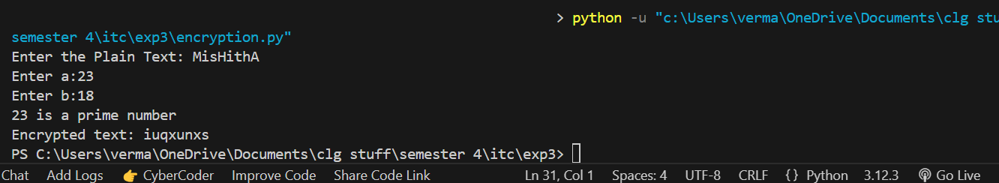 > python -u "c:\Users\verma\OneDrive\Documents\clg stu
semester 4\itc\exp3\encryption.py"
Enter the Plain Text: MisHithA
Enter a:23
Enter b:18
23 is a prime number
Encrypted text: iuqxunxs
PS C:\Users\verma\OneDrive\Documents\clg stuff\semester 4\itc\exp3>
Chat Add Logs 👉 CyberCoder Improve Code Share Code Link Ln 31, Col 1 Spaces: 4 UTF-8 CRLF {} Python 3.12.3 Go Live